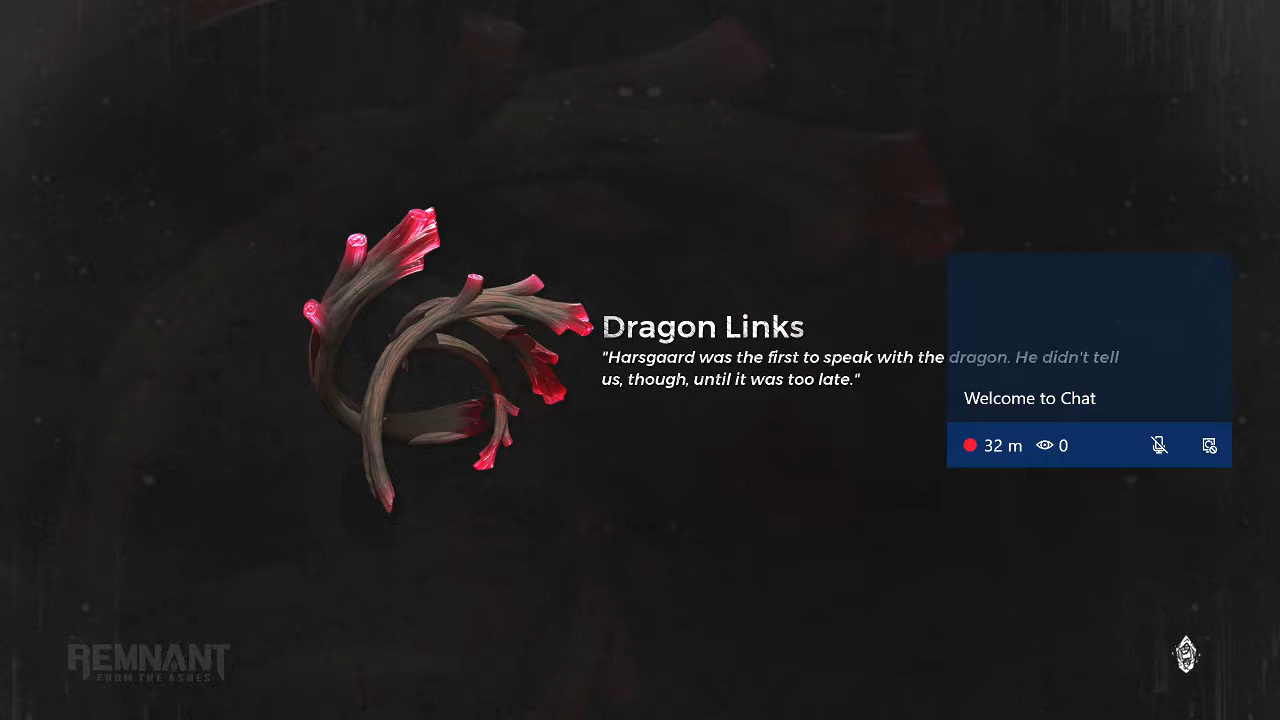 Dragon Links
"Harsgaard was the first to speak with the dragon. He didn't tell
us, though, until it was too late."
Welcome to Chat
32 m 0
REMNANT
FROM THE ASHES